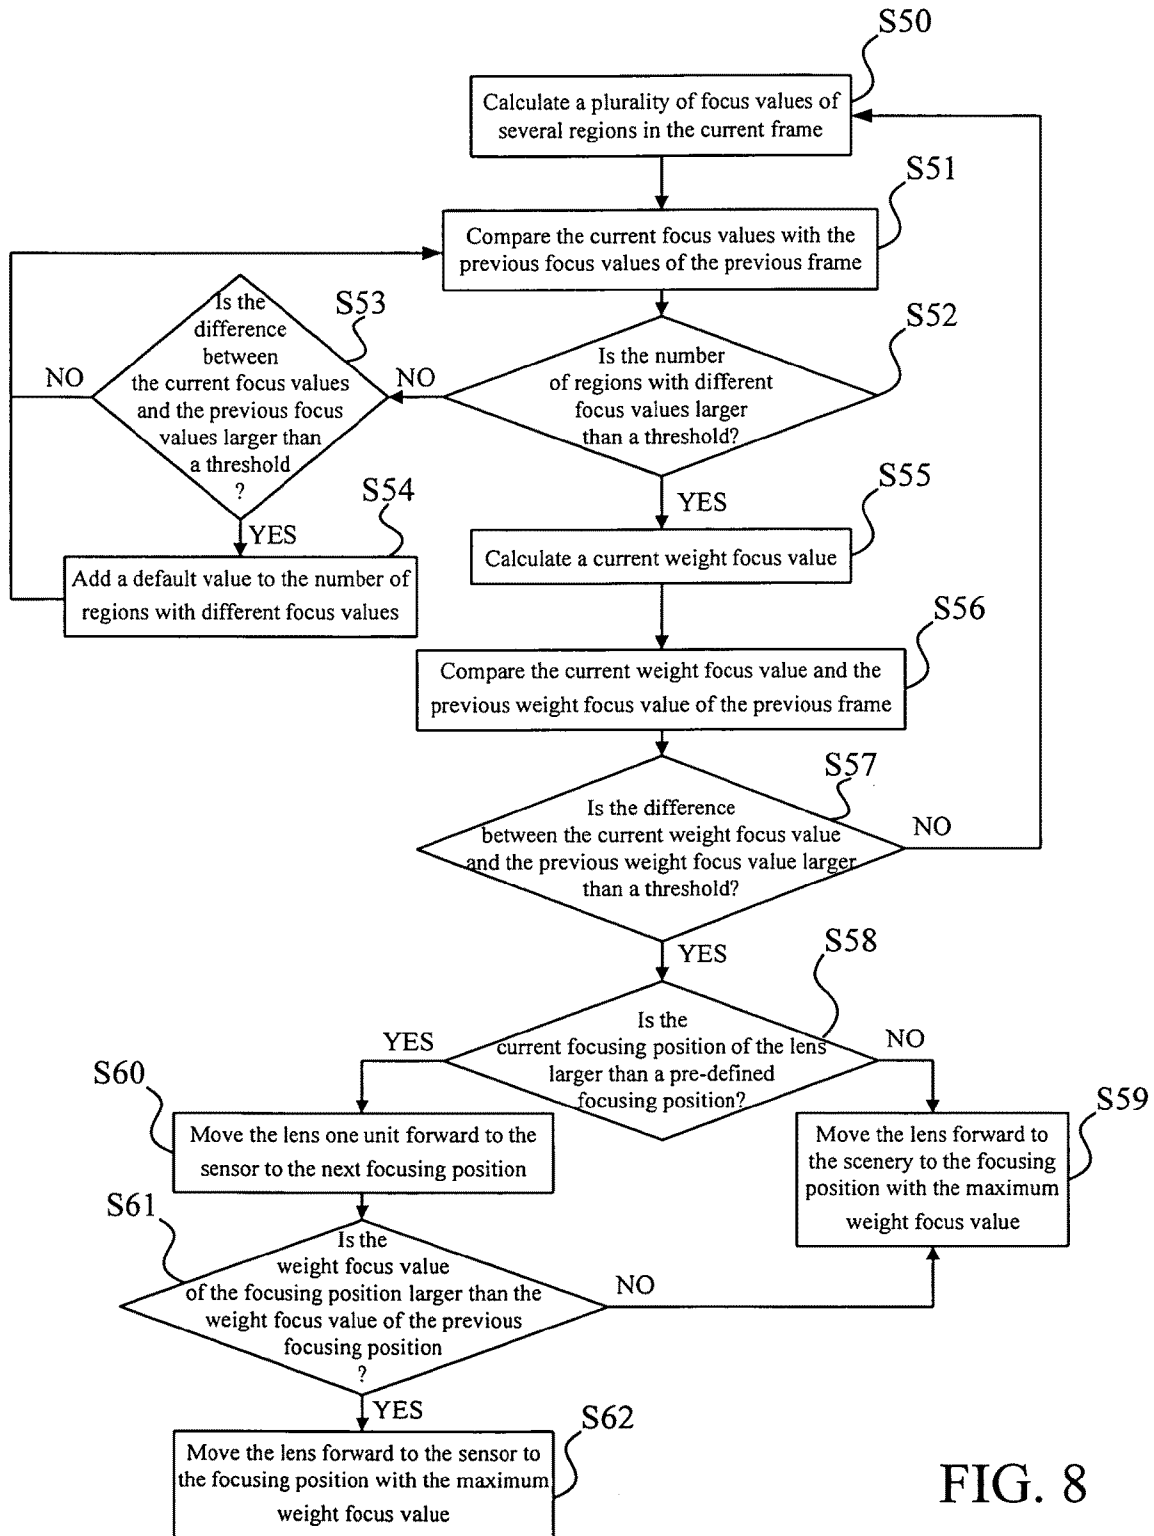 S50
Calculate a plurality of focus values of
several regions in the current frame
S51
Compare the current focus values with the
previous focus values of the previous frame
S53
Is the
difference
between
the current focus values
and the previous focus
values larger than
a threshold
?
NO
NO
S52
Is the number
of regions with different
focus values larger
than a threshold?
YES
S54
Add a default value to the number of
regions with different focus values
YES
S55
Calculate a current weight focus value
S56
Compare the current weight focus value and the
previous weight focus value of the previous frame
S57
Is the difference
between the current weight focus value
and the previous weight focus value larger
than a threshold?
NO
YES
S58
Is the
current focusing position of the lens
larger than a pre-defined
focusing position?
YES
NO
S60
Move the lens one unit forward to the
sensor to the next focusing position
S59
Move the lens forward to
the scenery to the focusing
position with the maximum
weight focus value
S61
Is the
weight focus value
of the focusing position larger than the
weight focus value of the previous
focusing position
?
NO
YES
S62
Move the lens forward to the sensor to
the focusing position with the maximum
weight focus value
FIG. 8